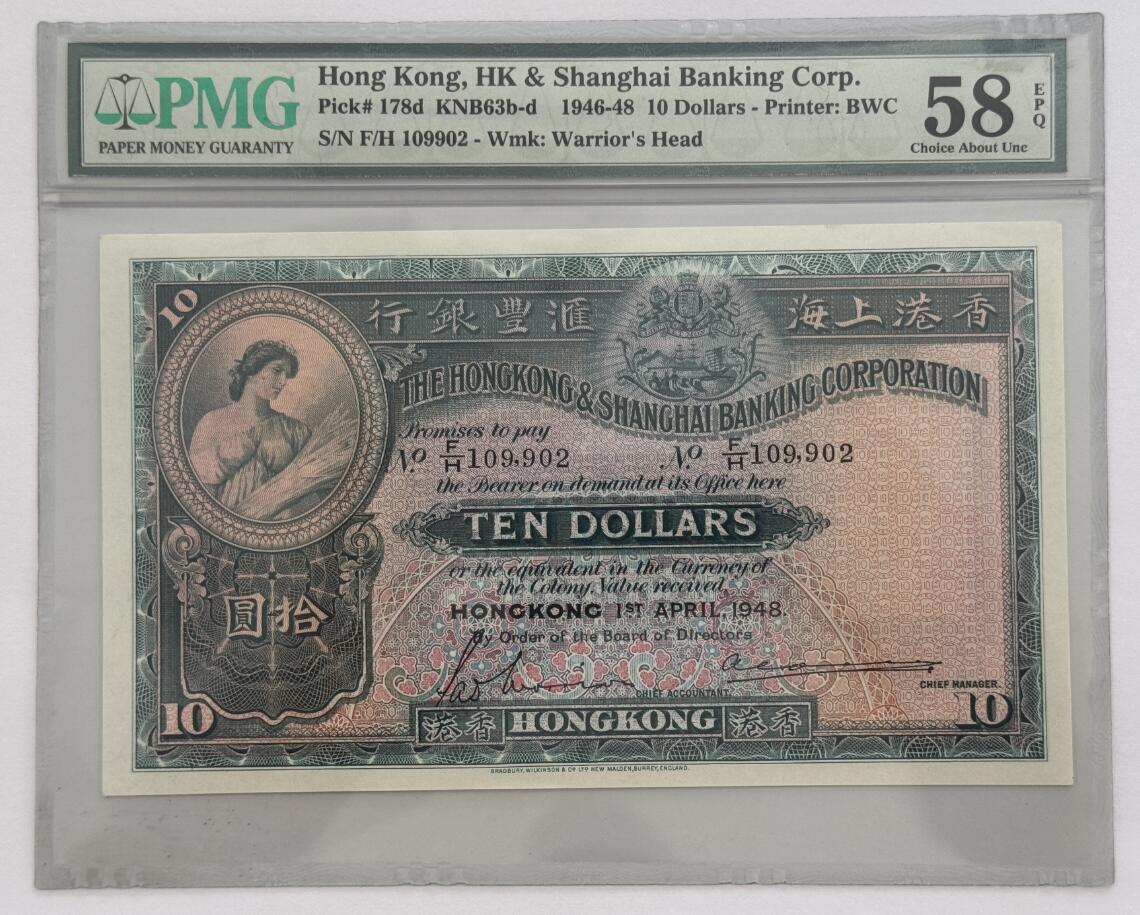 PMG
PAPER MONEY GUARANTY
Hong Kong, HK & Shanghai Banking Corp.
Pick# 178d KNB63b-d 1946-48 10 Dollars - Printer: BWC
S/N F/H 109902 - Wmk: Warrior's Head
58
EPQ
Choice About Unc
10
行銀豐滙
海上港香
THE HONGKONG & SHANGHAI BANKING CORPORATION
Promises to pay
No F/H 109,902 No F/H 109,902
the Bearer on demand at its Office here
TEN DOLLARS
or the equivalent in the Currency of
the Colony, Value received.
圓拾
HONGKONG 1ST APRIL, 1948.
By Order of the Board of Directors
CHIEF ACCOUNTANT.
CHIEF MANAGER.
10 港香 HONGKONG 港香 10
BRADBURY, WILKINSON & Co LTD NEW MALDEN, SURREY, ENGLAND.